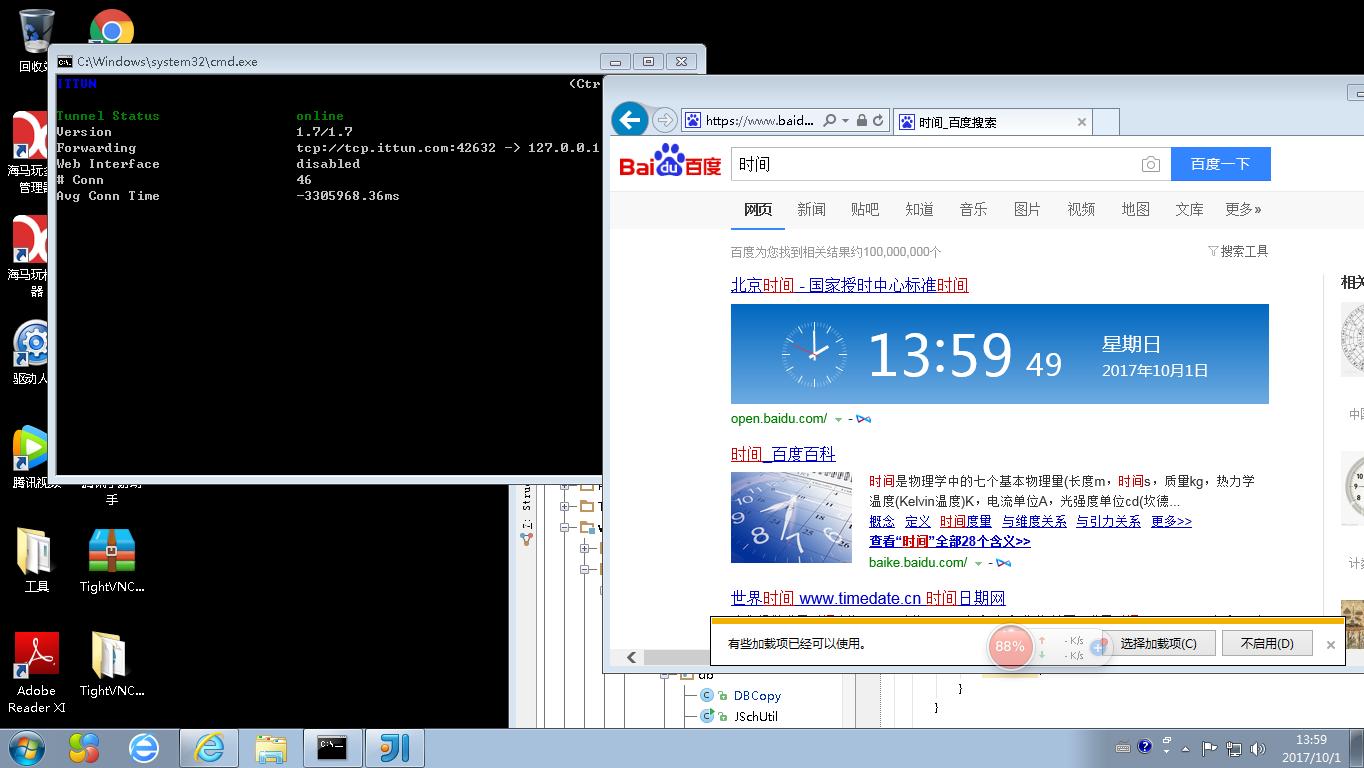 回收站
C:\Windows\system32\cmd.exe
ITTUN
(Ctr
Tunnel Status online
Version 1.7/1.7
Forwarding tcp://tcp.ittun.com:42632 -> 127.0.0.1
Web Interface disabled
# Conn 46
Avg Conn Time -3305968.36ms
海马玩多
管理器
海马玩模
器
驱动人
腾讯视频
手
工具
TightVNC...
Adobe
Reader XI
TightVNC...
https://www.baid...
时间_百度搜索
Bai du 百度
时间
百度一下
网页 新闻 贴吧 知道 音乐 图片 视频 地图 文库 更多»
百度为您找到相关结果约100,000,000个
搜索工具
北京时间 - 国家授时中心标准时间
相关
13:59 49
星期日
2017年10月1日
open.baidu.com/
中国
时间_百度百科
时间是物理学中的七个基本物理量(长度m，时间s，质量kg，热力学
温度(Kelvin温度)K，电流单位A，光强度单位cd(坎德...
概念 定义 时间度量 与维度关系 与引力关系 更多>>
查看“时间”全部28个含义>>
baike.baidu.com/
计数
世界时间 www.timedate.cn 时间日期网
有些加载项已经可以使用。
88%
- K/s
- K/s
选择加载项(C)
不启用(D)
7: Struc
db
DBCopy
JSchUtil
}
}
13:59
2017/10/1